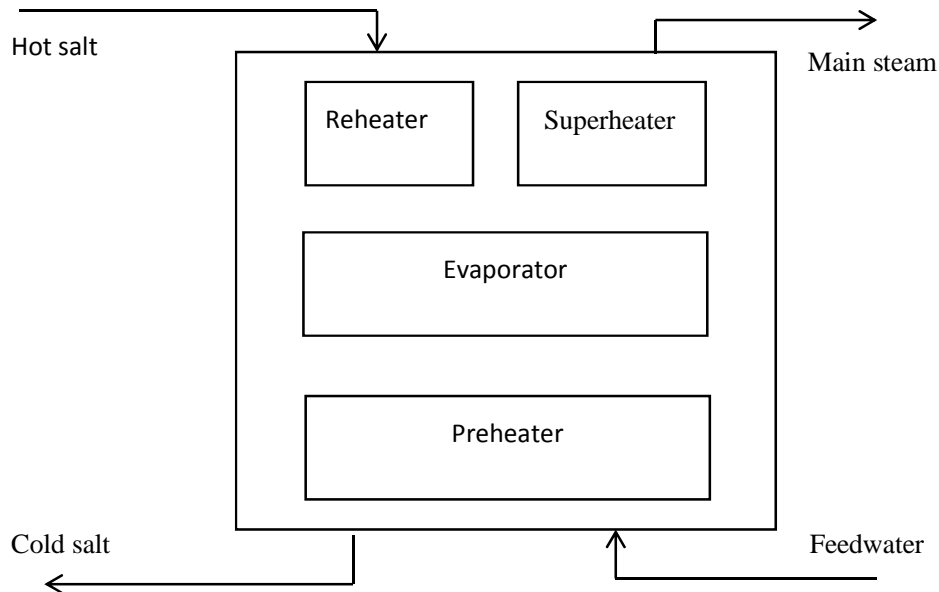 Hot salt
Main steam
Reheater
Superheater
Evaporator
Preheater
Cold salt
Feedwater